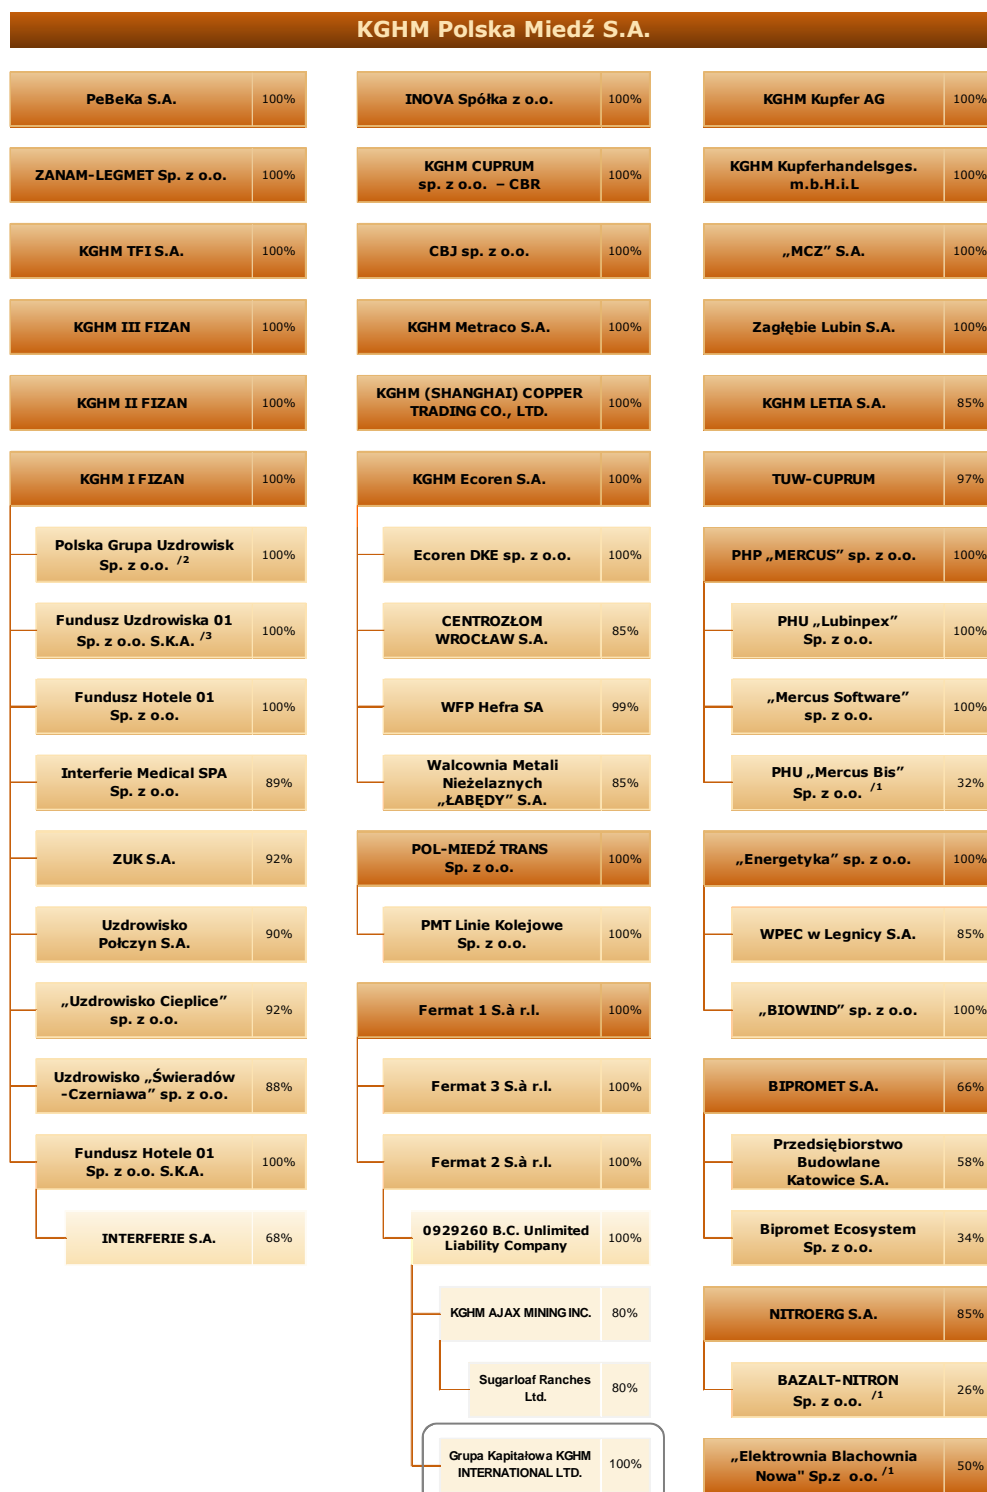 KGHM Polska Miedź S.A.
PeBeKa S.A. 100%
ZANAM-LEGMET Sp. z o.o. 100%
KGHM TFI S.A. 100%
KGHM III FIZAN 100%
KGHM II FIZAN 100%
KGHM I FIZAN 100%
Polska Grupa Uzdrowisk
Sp. z o.o. /2 100%
Fundusz Uzdrowiska 01
Sp. z o.o. S.K.A. /3 100%
Fundusz Hotele 01
Sp. z o.o. 100%
Interferie Medical SPA
Sp. z o.o. 89%
ZUK S.A. 92%
Uzdrowisko
Połczyn S.A. 90%
„Uzdrowisko Cieplice”
sp. z o.o. 92%
Uzdrowisko „Świeradów
-Czerniawa” sp. z o.o. 88%
Fundusz Hotele 01
Sp. z o.o. S.K.A. 100%
INTERFERIE S.A. 68%
INOVA Spółka z o.o. 100%
KGHM CUPRUM
sp. z o.o. – CBR 100%
CBJ sp. z o.o. 100%
KGHM Metraco S.A. 100%
KGHM (SHANGHAI) COPPER
TRADING CO., LTD. 100%
KGHM Ecoren S.A. 100%
Ecoren DKE sp. z o.o. 100%
CENTROZŁOM
WROCŁAW S.A. 85%
WFP Hefra SA 99%
Walcownia Metali
Nieżelaznych
„ŁABĘDY” S.A. 85%
POL-MIEDŹ TRANS
Sp. z o.o. 100%
PMT Linie Kolejowe
Sp. z o.o. 100%
Fermat 1 S.à r.l. 100%
Fermat 3 S.à r.l. 100%
Fermat 2 S.à r.l. 100%
0929260 B.C. Unlimited
Liability Company 100%
KGHM AJAX MINING INC. 80%
Sugarloaf Ranches
Ltd. 80%
Grupa Kapitałowa KGHM
INTERNATIONAL LTD. 100%
KGHM Kupfer AG 100%
KGHM Kupferhandelsges.
m.b.H.i.L 100%
„MCZ” S.A. 100%
Zagłębie Lubin S.A. 100%
KGHM LETIA S.A. 85%
TUW-CUPRUM 97%
PHP „MERCUS” sp. z o.o. 100%
PHU „Lubinpex”
Sp. z o.o. 100%
„Mercus Software”
sp. z o.o. 100%
PHU „Mercus Bis”
Sp. z o.o. /1 32%
„Energetyka” sp. z o.o. 100%
WPEC w Legnicy S.A. 85%
„BIOWIND” sp. z o.o. 100%
BIPROMET S.A. 66%
Przedsiębiorstwo
Budowlane
Katowice S.A. 58%
Bipromet Ecosystem
Sp. z o.o. 34%
NITROERG S.A. 85%
BAZALT-NITRON
Sp. z o.o. /1 26%
„Elektrownia Blachownia
Nowa" Sp.z o.o. /1 50%